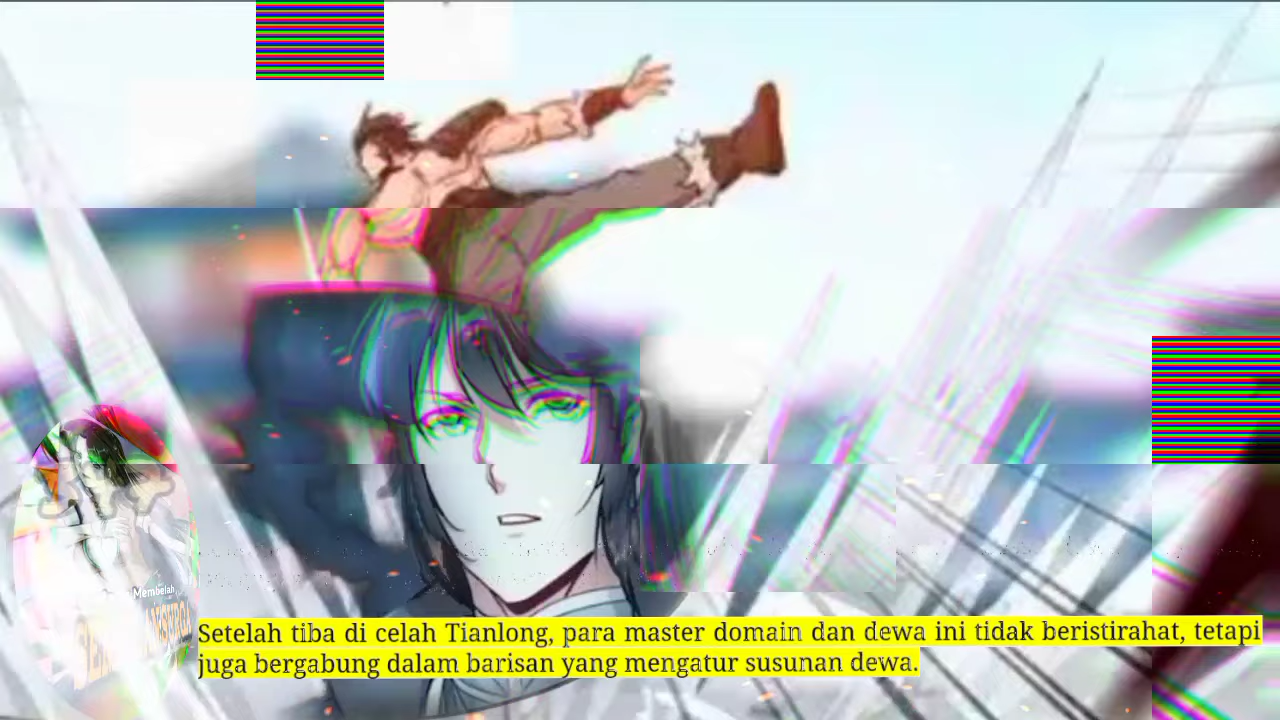 Membelah
Setelah tiba di celah Tianlong, para master domain dan dewa ini tidak beristirahat, tetapi
juga bergabung dalam barisan yang mengatur susunan dewa.